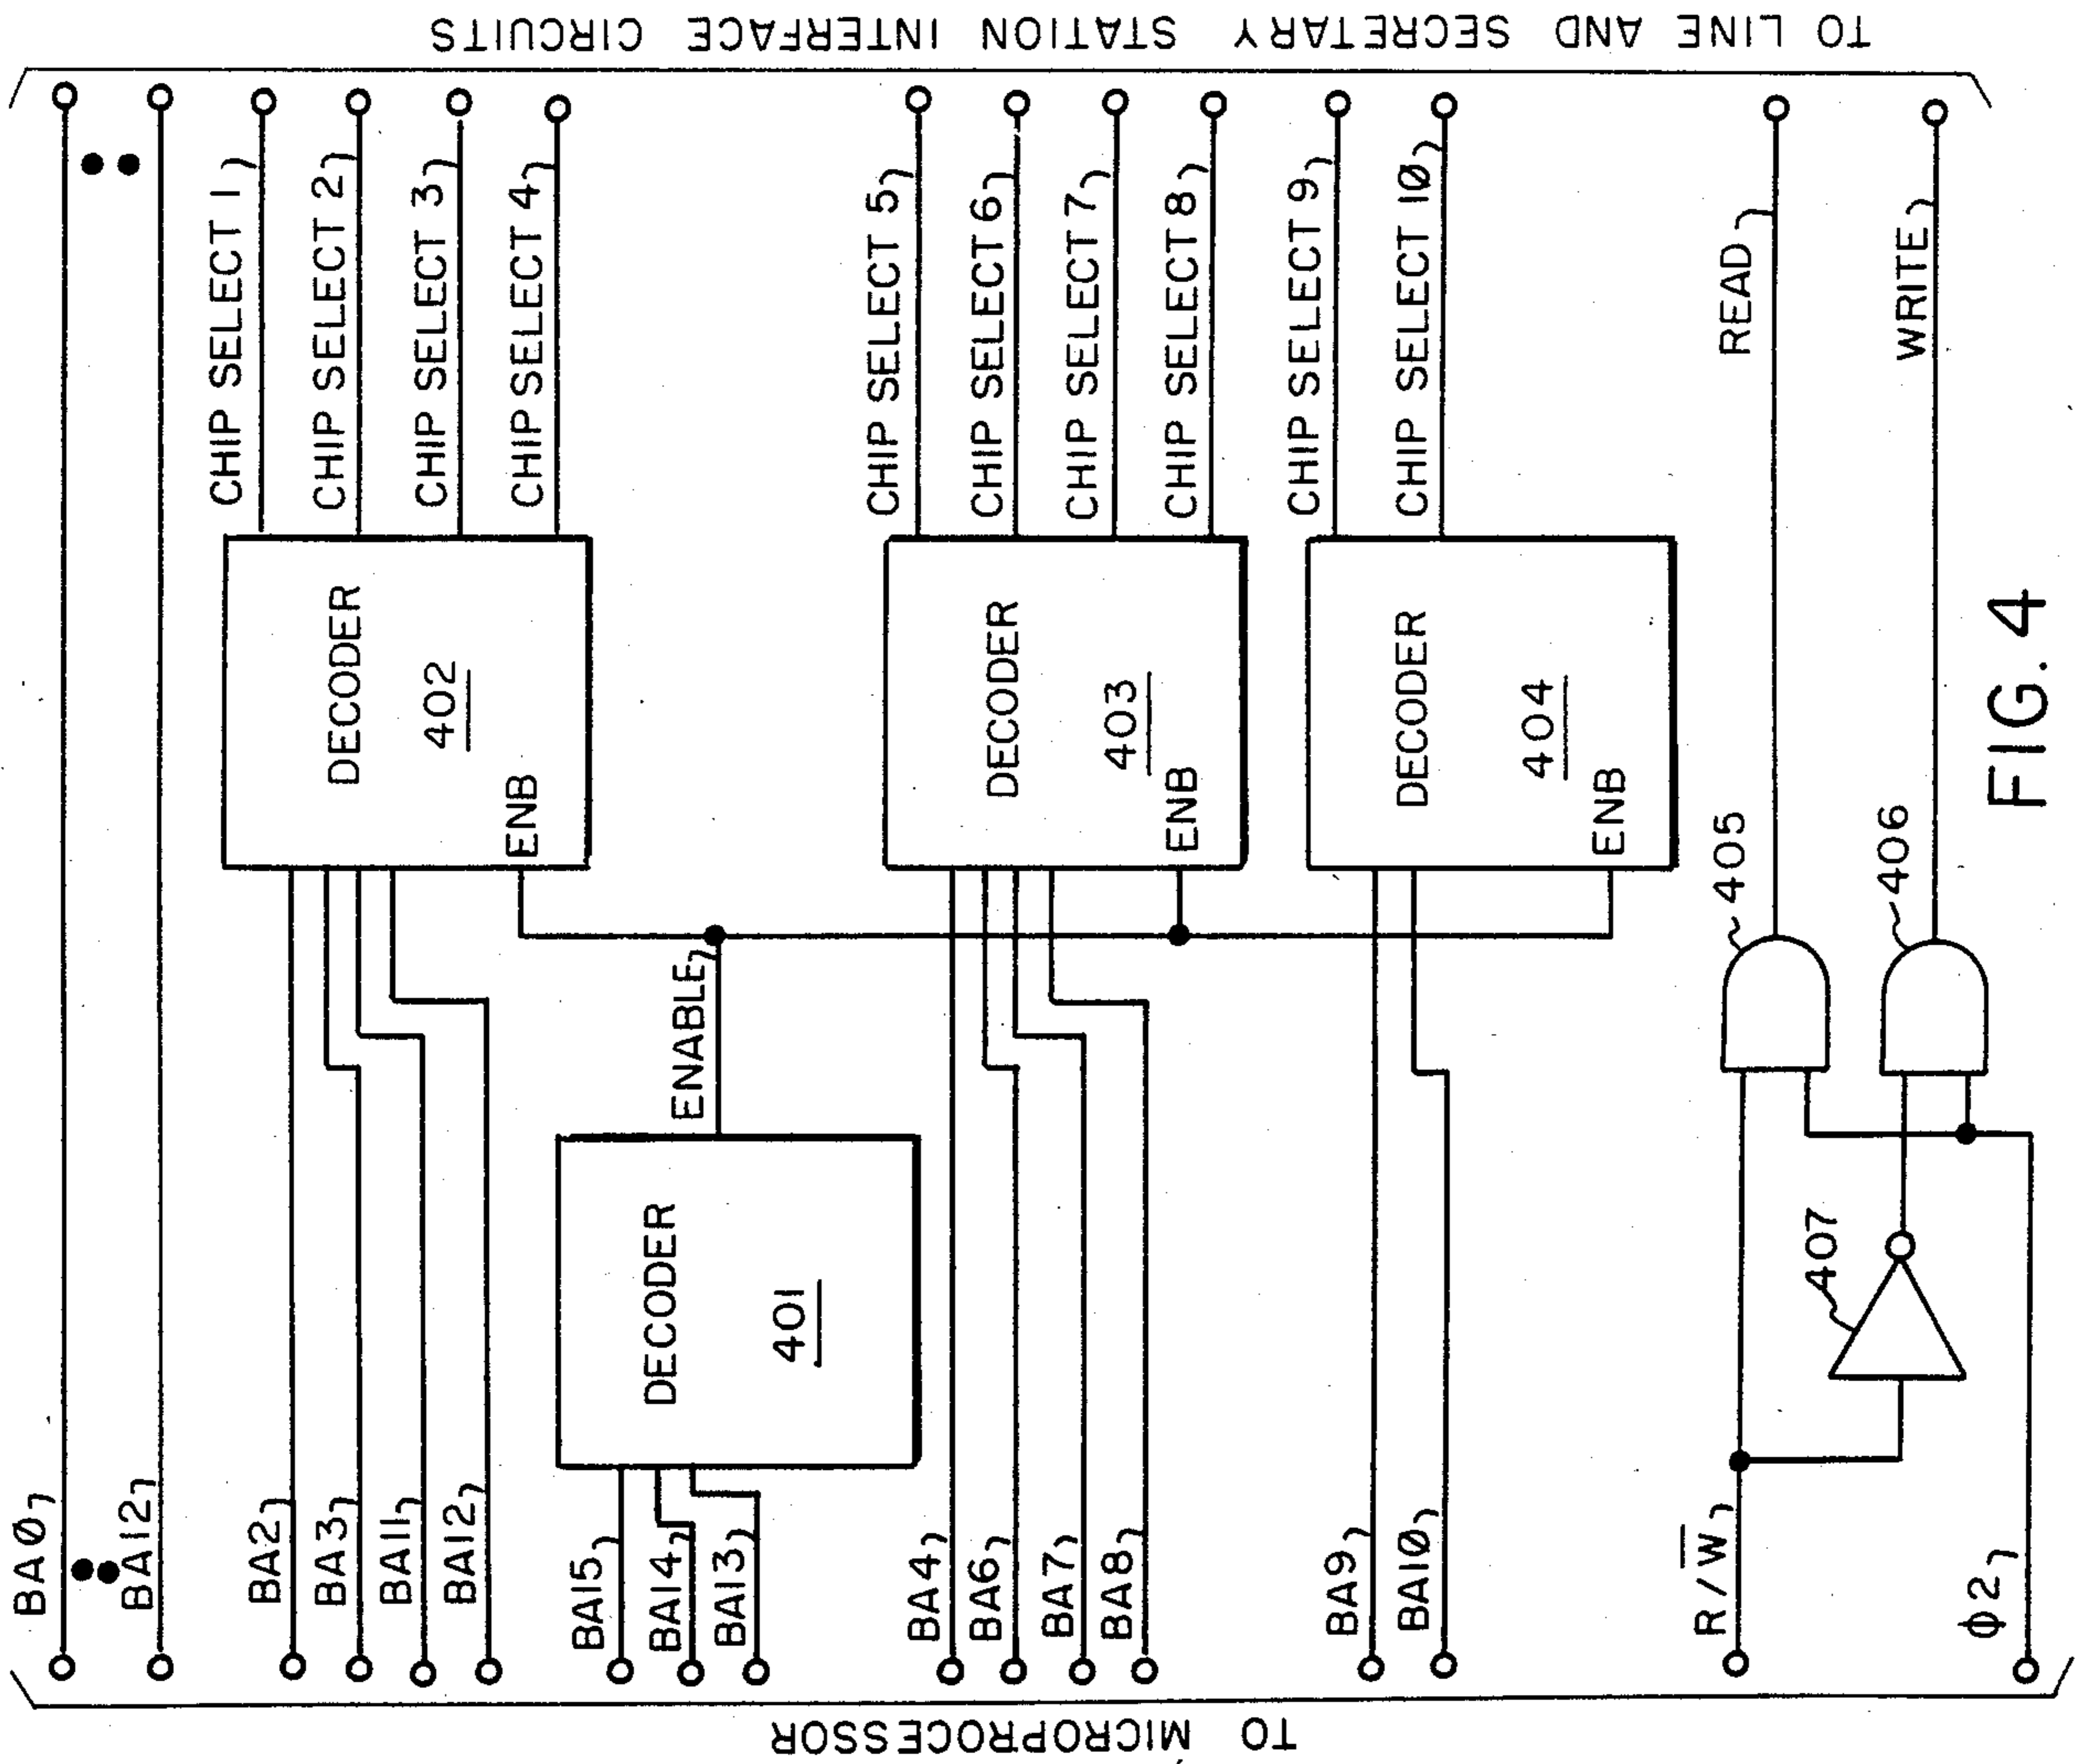 TO MICROPROCESSOR
BAØ
BA12
BA2
BA3
BA11
BA12
BA15
BA14
BA13
BA4
BA6
BA7
BA8
BA9
BA1Ø
R/W̅
ϕ2
DECODER
401
ENABLE
407
DECODER
402
ENB
DECODER
403
ENB
DECODER
404
ENB
405
406
CHIP SELECT 1
CHIP SELECT 2
CHIP SELECT 3
CHIP SELECT 4
CHIP SELECT 5
CHIP SELECT 6
CHIP SELECT 7
CHIP SELECT 8
CHIP SELECT 9
CHIP SELECT 1Ø
READ
WRITE
TO LINE AND SECRETARY STATION INTERFACE CIRCUITS
FIG. 4